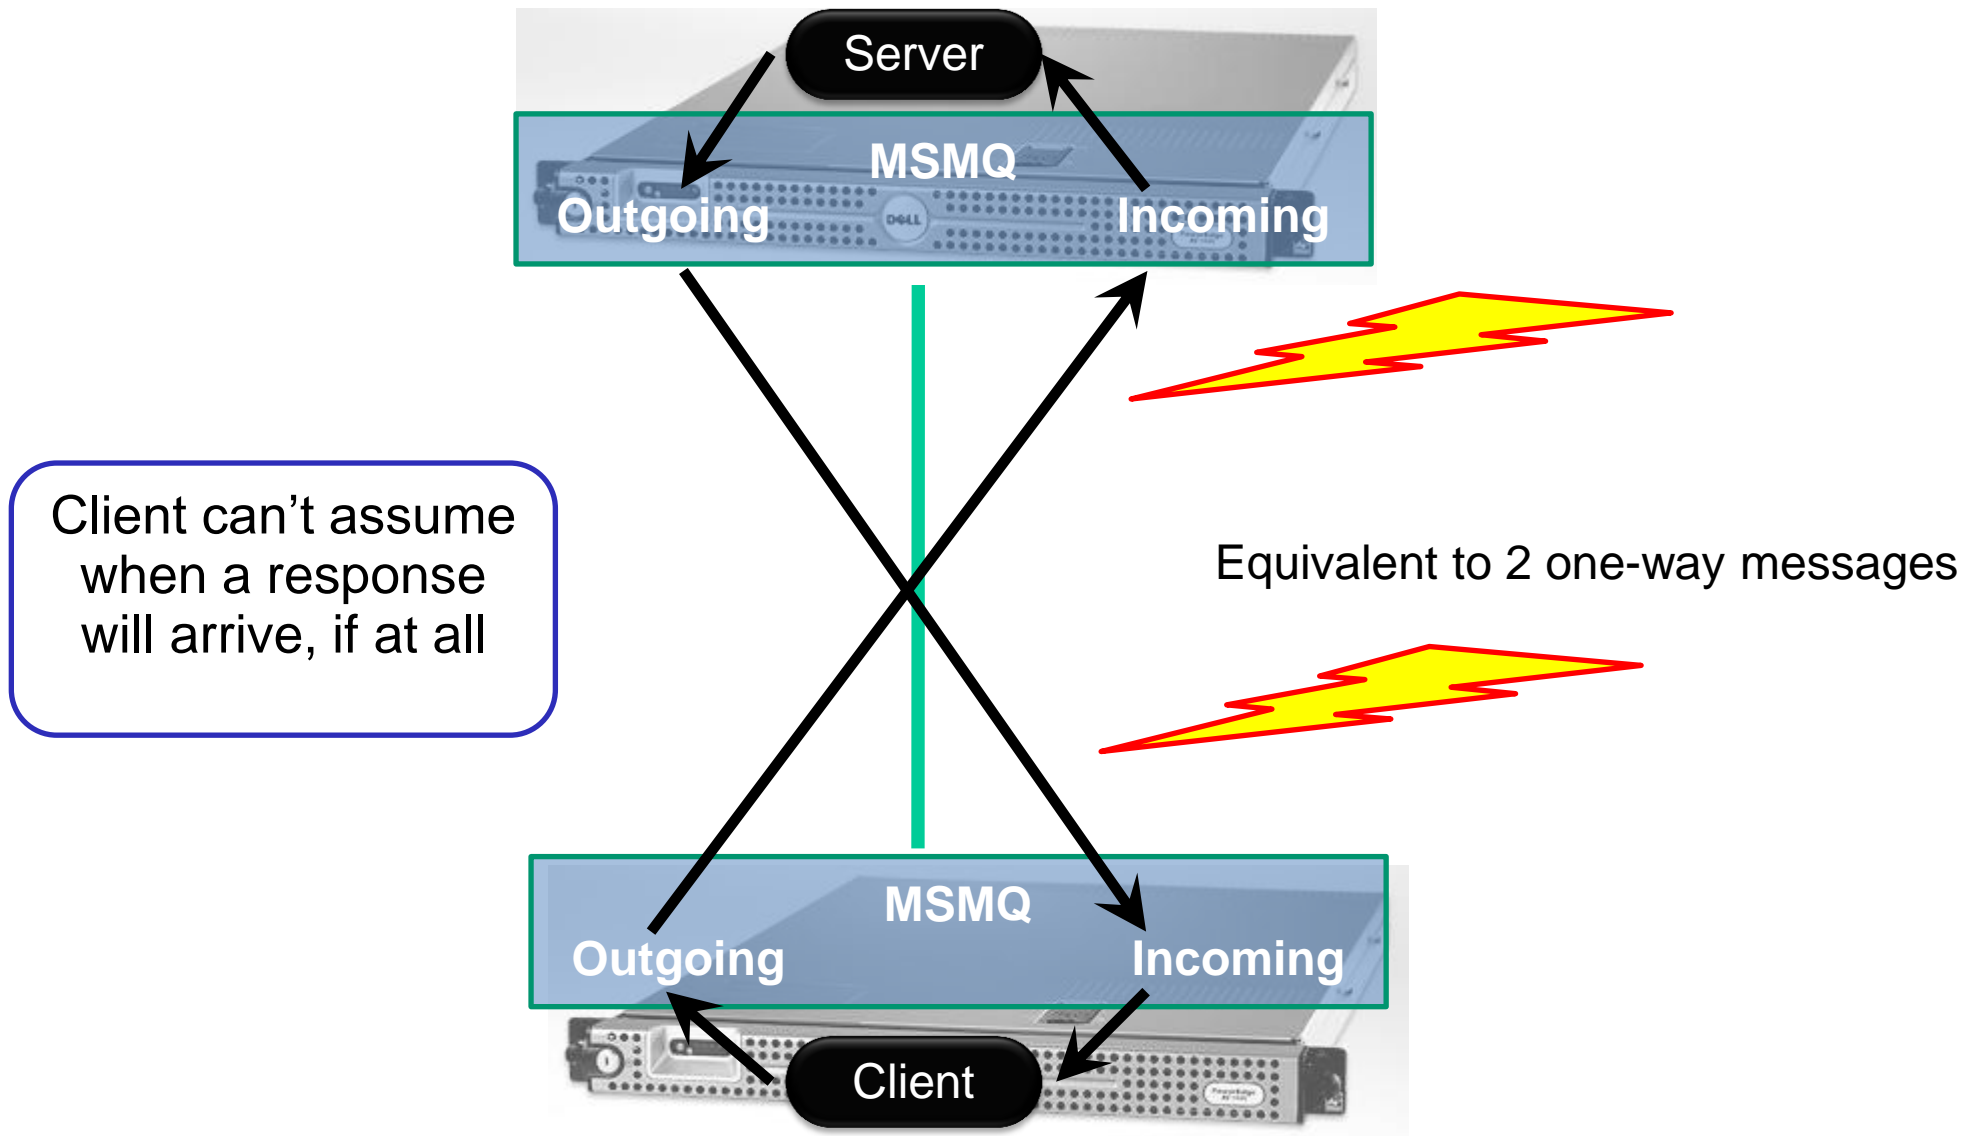 Server
MSMQ
Outgoing
Incoming
DELL
Client can’t assume
when a response
will arrive, if at all
Equivalent to 2 one-way messages
MSMQ
Outgoing
Incoming
Client